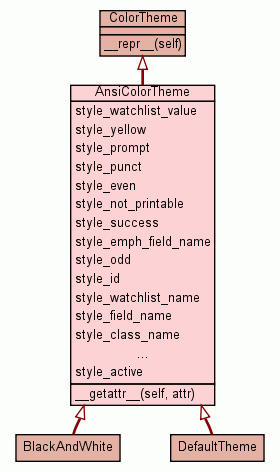 ColorTheme
__repr__(self)
AnsiColorTheme
style_watchlist_value
style_yellow
style_prompt
style_punct
style_even
style_not_printable
style_success
style_emph_field_name
style_odd
style_id
style_watchlist_name
style_field_name
style_class_name
...
style_active
__getattr__(self, attr)
BlackAndWhite
DefaultTheme